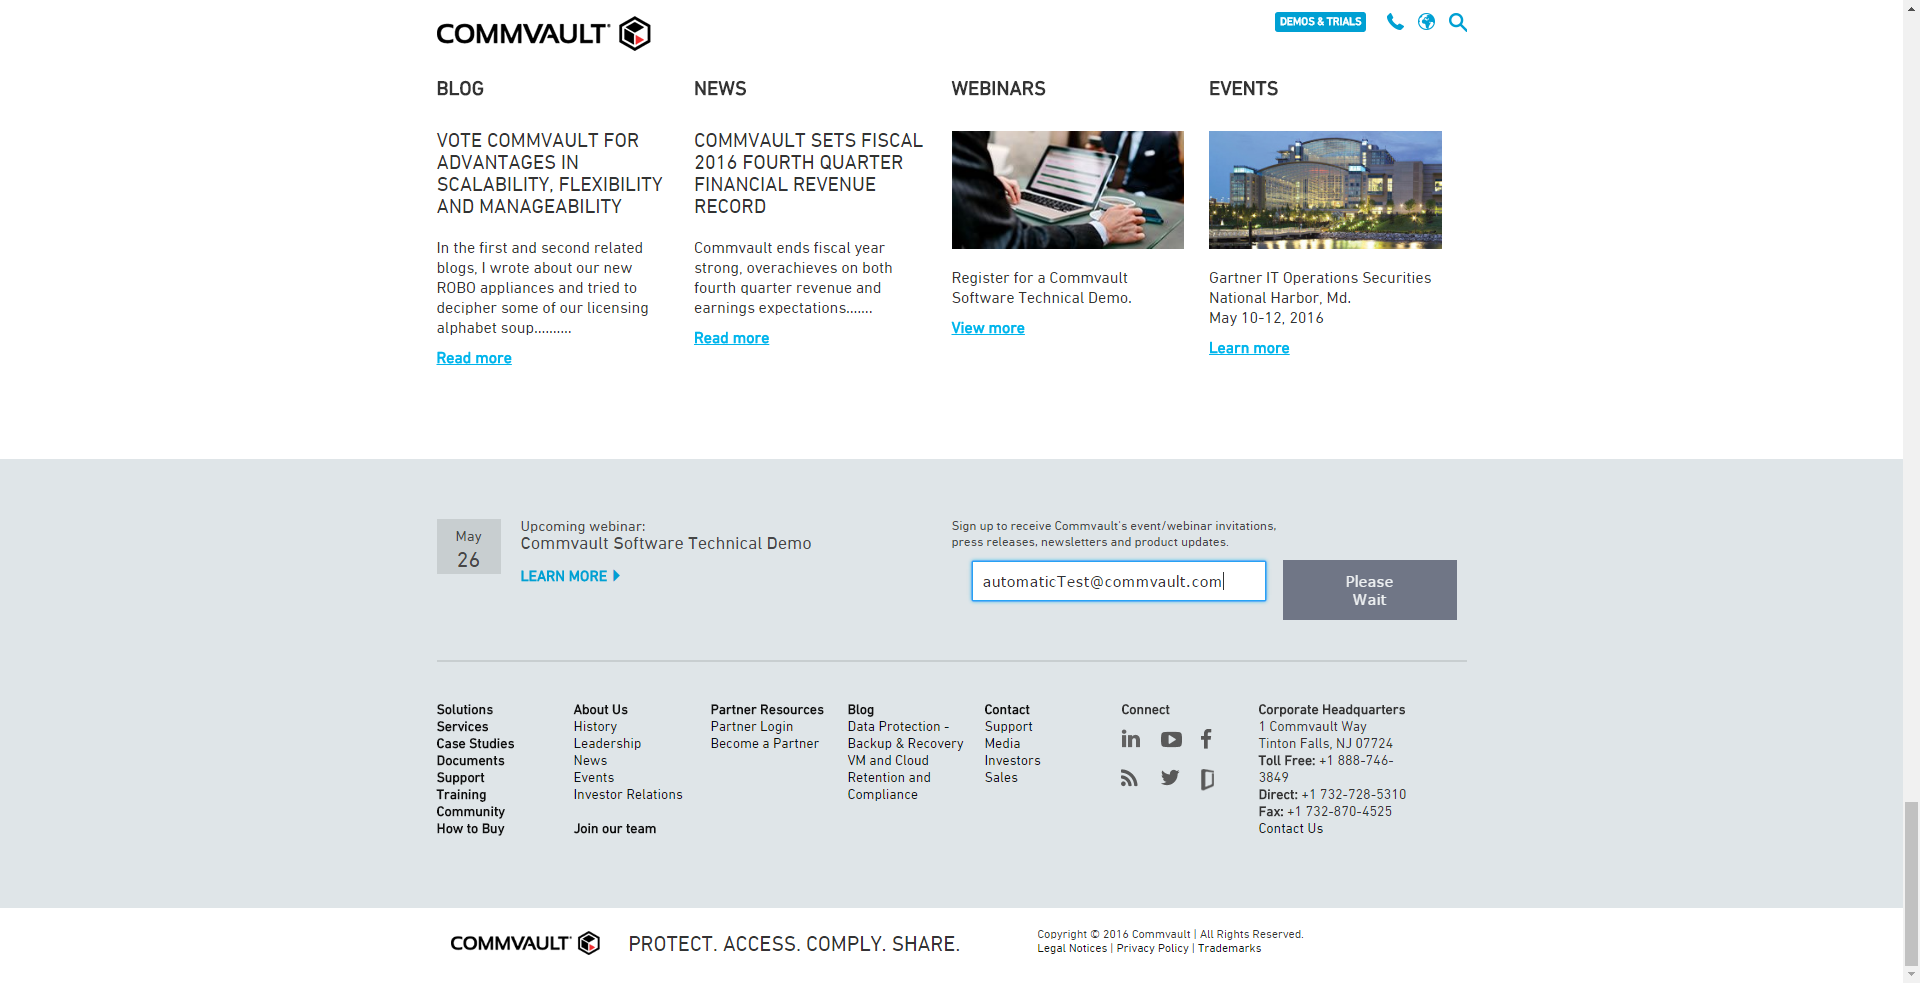 COMMVAULT
DEMOS & TRIALS
BLOG
VOTE COMMVAULT FOR
ADVANTAGES IN
SCALABILITY, FLEXIBILITY
AND MANAGEABILITY
In the first and second related
blogs, I wrote about our new
ROBO appliances and tried to
decipher some of our licensing
alphabet soup..........
Read more
NEWS
COMMVAULT SETS FISCAL
2016 FOURTH QUARTER
FINANCIAL REVENUE
RECORD
Commvault ends fiscal year
strong, overachieves on both
fourth quarter revenue and
earnings expectations.......
Read more
WEBINARS
Register for a Commvault
Software Technical Demo.
View more
EVENTS
Gartner IT Operations Securities
National Harbor, Md.
May 10-12, 2016
Learn more
May
26
Upcoming webinar:
Commvault Software Technical Demo
LEARN MORE
Sign up to receive Commvault's event/webinar invitations,
press releases, newsletters and product updates.
automaticTest@commvault.com
Please
Wait
Solutions
Services
Case Studies
Documents
Support
Training
Community
How to Buy
About Us
History
Leadership
News
Events
Investor Relations
Join our team
Partner Resources
Partner Login
Become a Partner
Blog
Data Protection -
Backup & Recovery
VM and Cloud
Retention and
Compliance
Contact
Support
Media
Investors
Sales
Connect
Corporate Headquarters
1 Commvault Way
Tinton Falls, NJ 07724
Toll Free: +1 888-746-
3849
Direct: +1 732-728-5310
Fax: +1 732-870-4525
Contact Us
COMMVAULT
PROTECT. ACCESS. COMPLY. SHARE.
Copyright © 2016 Commvault | All Rights Reserved.
Legal Notices | Privacy Policy | Trademarks